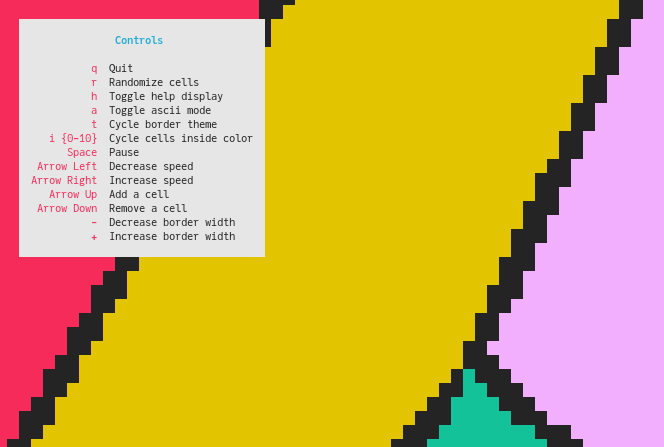 Controls
q Quit
r Randomize cells
h Toggle help display
a Toggle ascii mode
t Cycle border theme
i {0-10} Cycle cells inside color
Space Pause
Arrow Left Decrease speed
Arrow Right Increase speed
Arrow Up Add a cell
Arrow Down Remove a cell
- Decrease border width
+ Increase border width